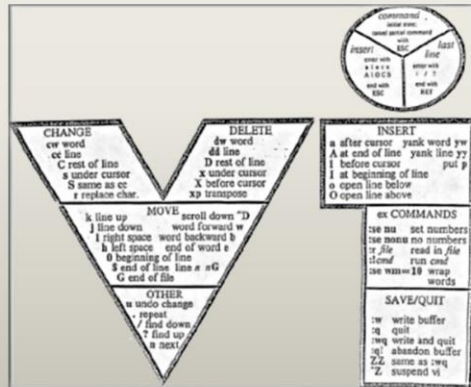 command
initial state:
cancel partial command
with
ESC
insert
enter with
a i o s
A I O C S
end with
ESC
last
line
enter with
: / ?
end with
RET
CHANGE
cw word
cc line
C rest of line
s under cursor
S same as cc
r replace char.
DELETE
dw word
dd line
D rest of line
x under cursor
X before cursor
xp transpose
MOVE
k line up scroll down ^D
j line down word forward w
l right space word backward b
h left space end of word e
0 beginning of line
$ end of line line n nG
G end of file
OTHER
u undo change
. repeat
/ find down
? find up
n next
INSERT
a after cursor yank word yw
A at end of line yank line yy
i before cursor put p
I at beginning of line
o open line below
O open line above
ex COMMANDS
:se nu set numbers
:se nonu no numbers
:r file read in file
:!cmd run cmd
:se wm=10 wrap
words
SAVE/QUIT
:w write buffer
:q quit
:wq write and quit
:q! abandon buffer
ZZ same as :wq
^Z suspend vi